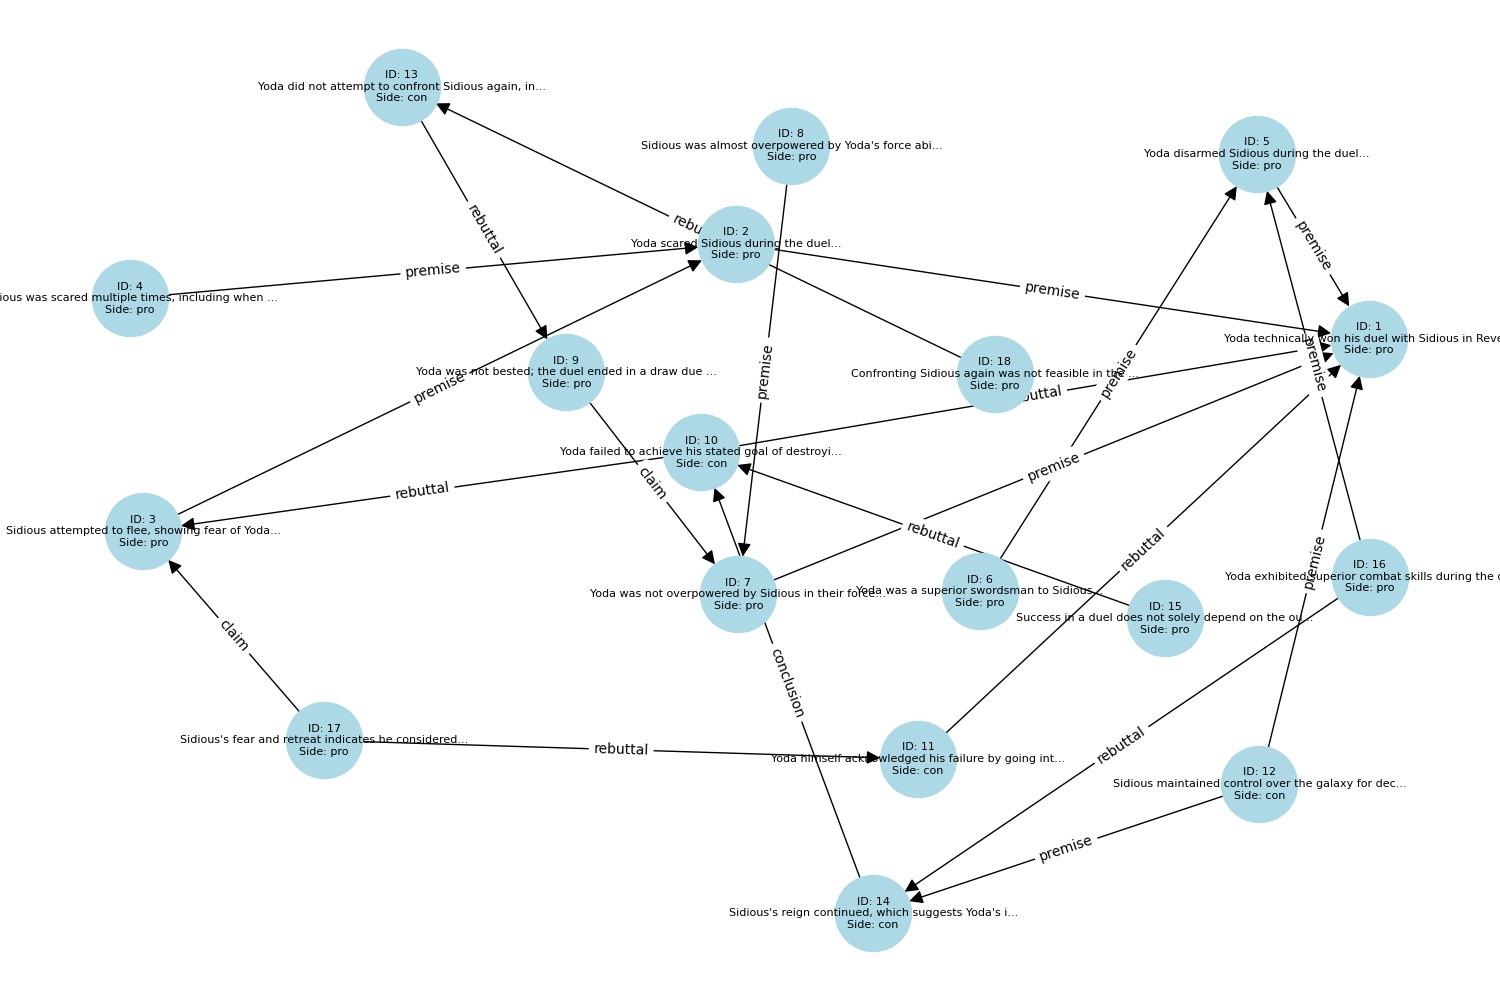 ID: 13
Yoda did not attempt to confront Sidious again, in...
Side: con
ID: 8
Sidious was almost overpowered by Yoda's force abi...
Side: pro
ID: 5
Yoda disarmed Sidious during the duel...
Side: pro
rebuttal
ID: 2
Yoda scared Sidious during the duel...
Side: pro
premise
premise
ID: 4
was scared multiple times, including when ...
Side: pro
premise
ID: 1
Yoda technically won his duel with Sidious in
Side: pro
premise
premise
premise
ID: 9
Yoda was not bested; the duel ended in a draw due ...
Side: pro
ID: 18
Confronting Sidious again was not feasible in the ...
Side: pro
premise
premise
ID: 10
Yoda failed to achieve his stated goal of destroyi...
Side: con
claim
premise
rebuttal
ID: 3
Sidious attempted to flee, showing fear of Yoda...
Side: pro
rebuttal
rebuttal
premise
ID: 7
Yoda was not overpowered by Sidious in their force...
Side: pro
ID: 6
Yoda was a superior swordsman to Sidious...
Side: pro
ID: 16
Yoda exhibited superior combat skills during the
Side: pro
ID: 15
Success in a duel does not solely depend on the ou...
Side: pro
claim
conclusion
ID: 17
Sidious's fear and retreat indicates he considered...
Side: pro
rebuttal
rebuttal
ID: 11
Yoda himself acknowledged his failure by going int...
Side: con
ID: 12
Sidious maintained control over the galaxy for dec...
Side: con
premise
ID: 14
Sidious's reign continued, which suggests Yoda's i...
Side: con